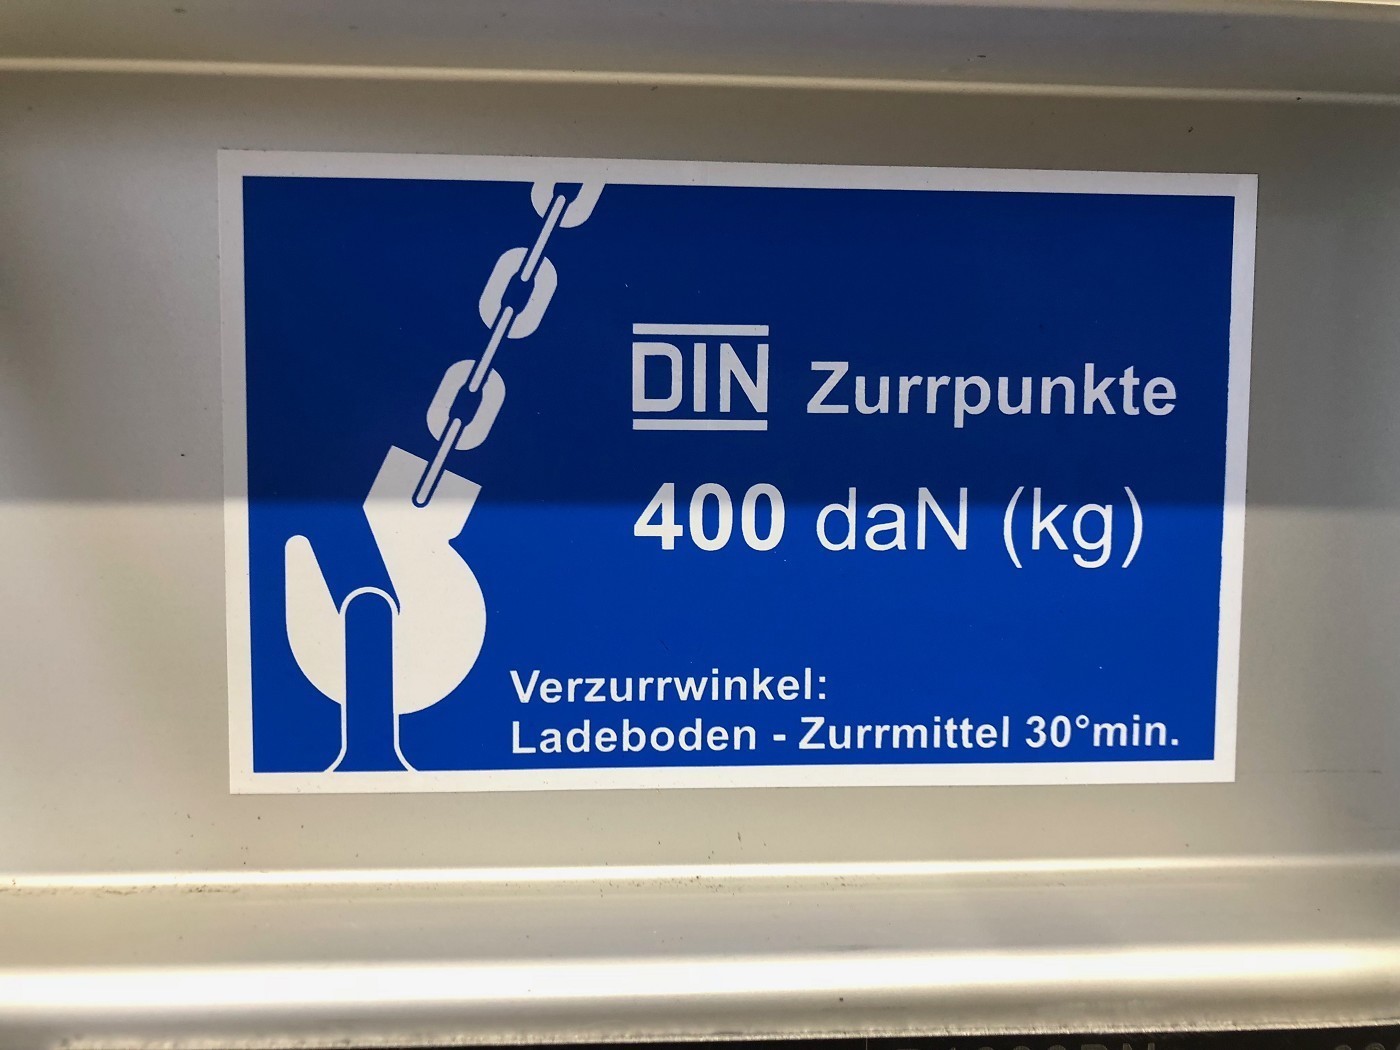 DIN Zurrpunkte
400 daN (kg)
Verzurrwinkel:
Ladeboden - Zurrmittel 30°min.